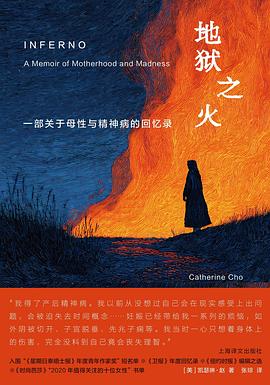 INFERNO
A Memoir of Motherhood and Madness
地狱之火
一部关于母性与精神病的回忆录
Catherine Cho
上海译文出版社
"我得了产后精神病。我以前从没想过自己会在现实感受上出问
题，会被迫失去时间概念……妊娠已经带给我一系列的烦恼，如
外阴被切开、子宫脱垂、先兆子痫等。我当时一心只想着身体上
的伤害，完全没料到自己竟会丧失理智。"
入围“《星期日泰晤士报》年度青年作家奖”短名单 ※《卫报》年度回忆录 ※《纽约时报》编辑之选
※《时尚芭莎》“2020 年值得关注的十位女性”书单
[美] 凯瑟琳·赵 著 张琼 译